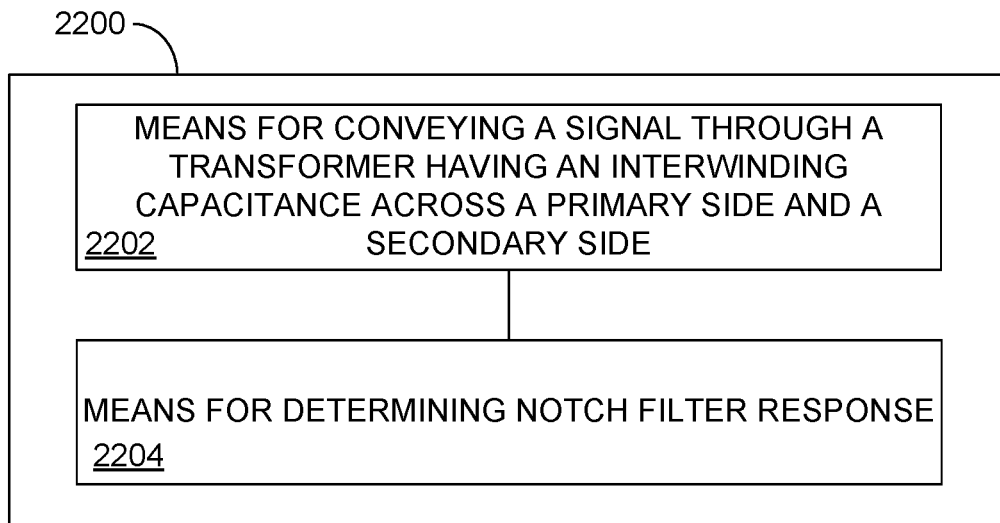 2200
MEANS FOR CONVEYING A SIGNAL THROUGH A
TRANSFORMER HAVING AN INTERWINDING
CAPACITANCE ACROSS A PRIMARY SIDE AND A
2202 SECONDARY SIDE
MEANS FOR DETERMINING NOTCH FILTER RESPONSE
2204